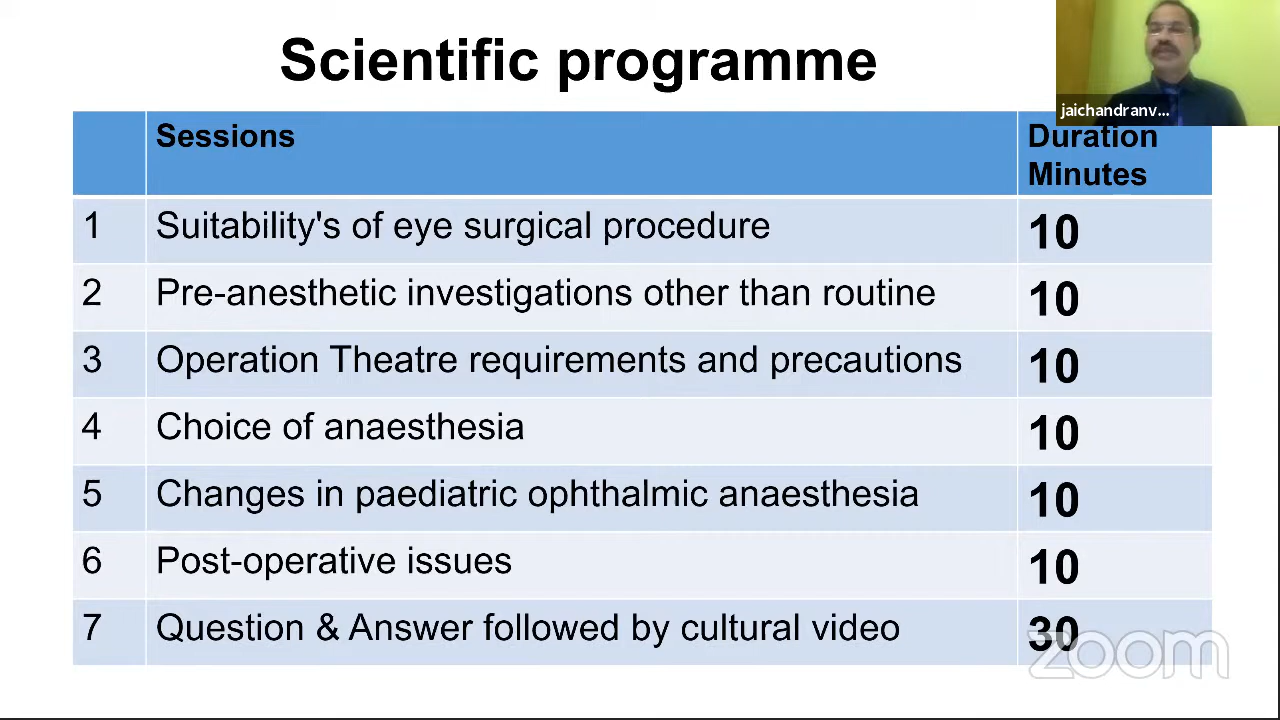 Scientific programme
jaichandranv...
Sessions
Duration
Minutes
1 Suitability's of eye surgical procedure 10
2 Pre-anesthetic investigations other than routine 10
3 Operation Theatre requirements and precautions 10
4 Choice of anaesthesia 10
5 Changes in paediatric ophthalmic anaesthesia 10
6 Post-operative issues 10
7 Question & Answer followed by cultural video 30
zoom